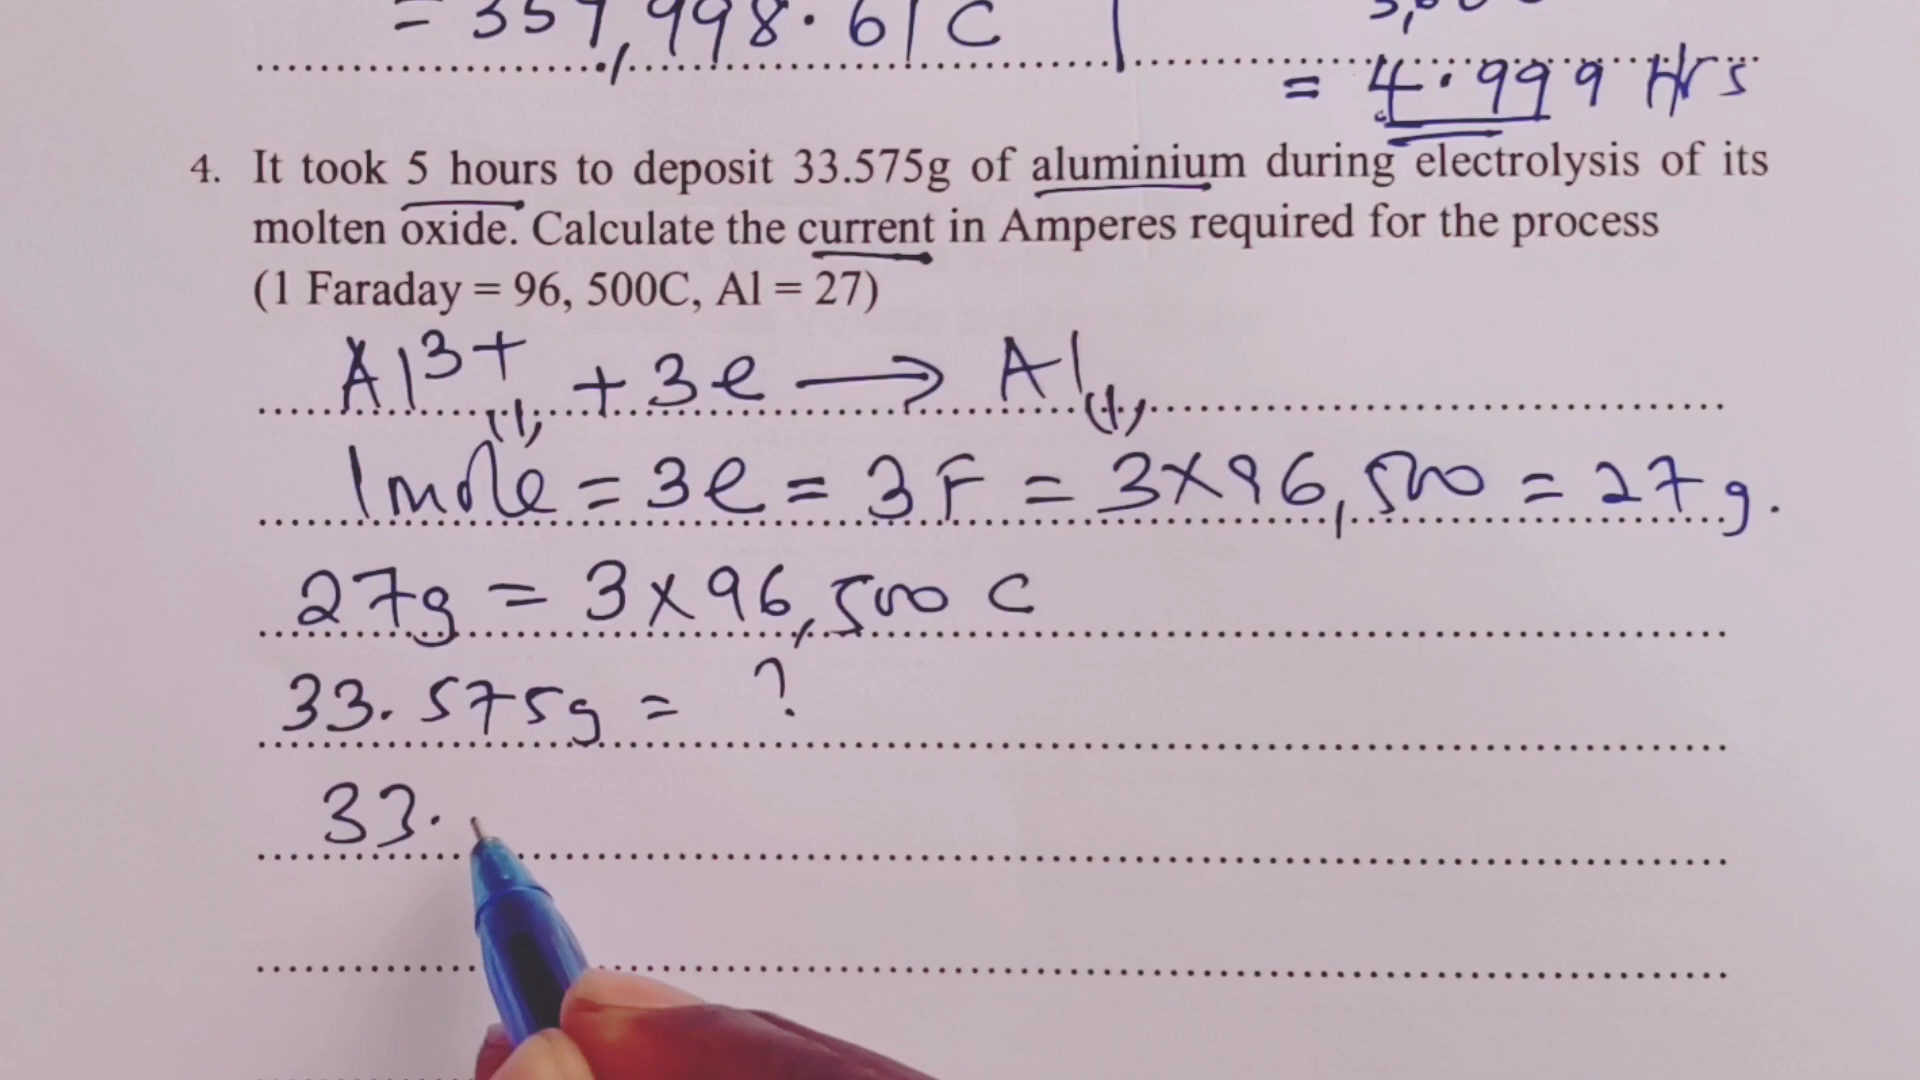 = 359,998.61C
= 4.999 Hrs
4. It took 5 hours to deposit 33.575g of aluminium during electrolysis of its
molten oxide. Calculate the current in Amperes required for the process
(1 Faraday = 96, 500C, Al = 27)
Al3+(l) + 3e → Al(l)
1mole = 3e = 3F = 3×96,500 = 27g.
27g = 3×96,500 C
33.575g = ?
33.